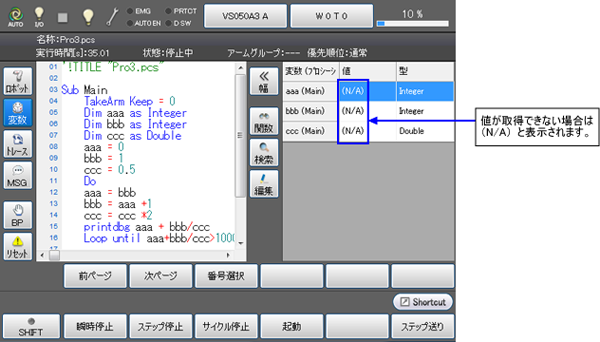 EMG PRTCT
AUTO I/O AUTO EN D SW
VS050A3 A W 0 T 0 10 %
名称:Pro3.pcs
実行時間[s]:35.01 状態:停止中 アームグループ:--- 優先順位:通常
01 '!TITLE "Pro3.pcs"
02
03 Sub Main
04 TakeArm Keep = 0
05 Dim aaa as Integer
06 Dim bbb as Integer
07 Dim ccc as Double
08 aaa = 0
09 bbb = 1
10 ccc = 0.5
11 Do
12 aaa = bbb
13 bbb = aaa +1
14 ccc = ccc *2
15 printdbg aaa + bbb/ccc
16 Loop until aaa+bbb/ccc>1000
17
ロボット
変数
トレース
MSG
BP
リセット
幅
関数
検索
編集
変数 (プロシージ 値 型
aaa (Main) (N/A) Integer
bbb (Main) (N/A) Integer
ccc (Main) (N/A) Double
値が取得できない場合は
(N/A) と表示されます。
前ページ 次ページ 番号選択
Shortcut
SHIFT 瞬時停止 ステップ停止 サイクル停止 起動 ステップ送り